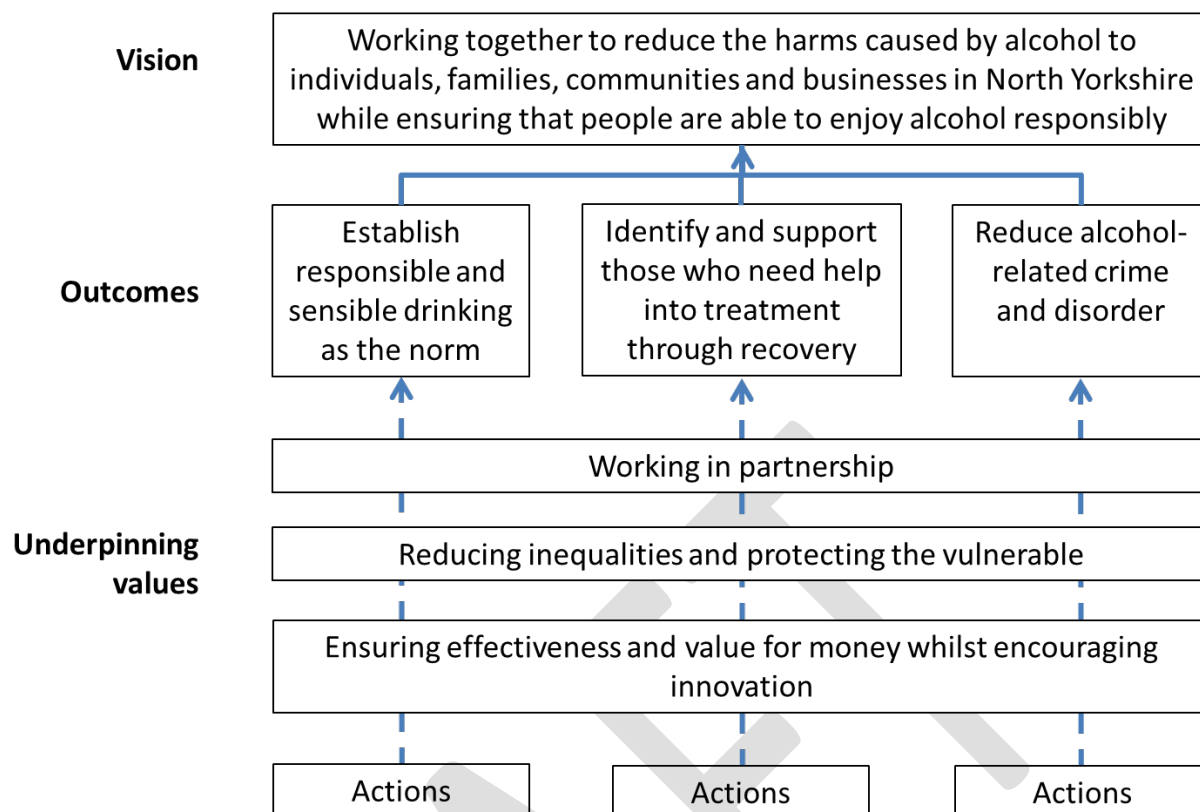 Vision
Working together to reduce the harms caused by alcohol to
individuals, families, communities and businesses in North Yorkshire
while ensuring that people are able to enjoy alcohol responsibly
Outcomes
Establish
responsible and
sensible drinking
as the norm
Identify and support
those who need help
into treatment
through recovery
Reduce alcohol-
related crime
and disorder
Underpinning
values
Working in partnership
Reducing inequalities and protecting the vulnerable
Ensuring effectiveness and value for money whilst encouraging
innovation
Actions
Actions
Actions